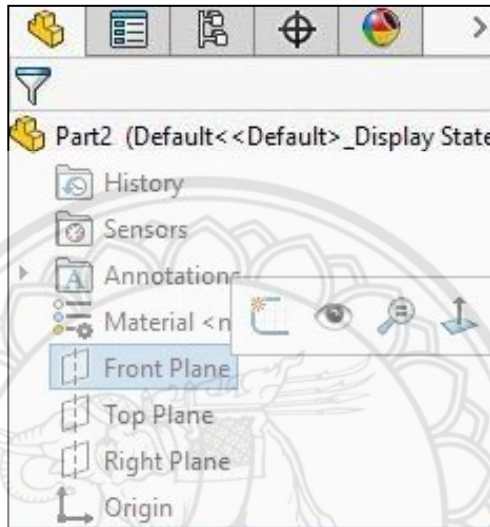 Part2 (Default<<Default>_Display State
History
Sensors
A Annotations
Material <n
Front Plane
Top Plane
Right Plane
Origin